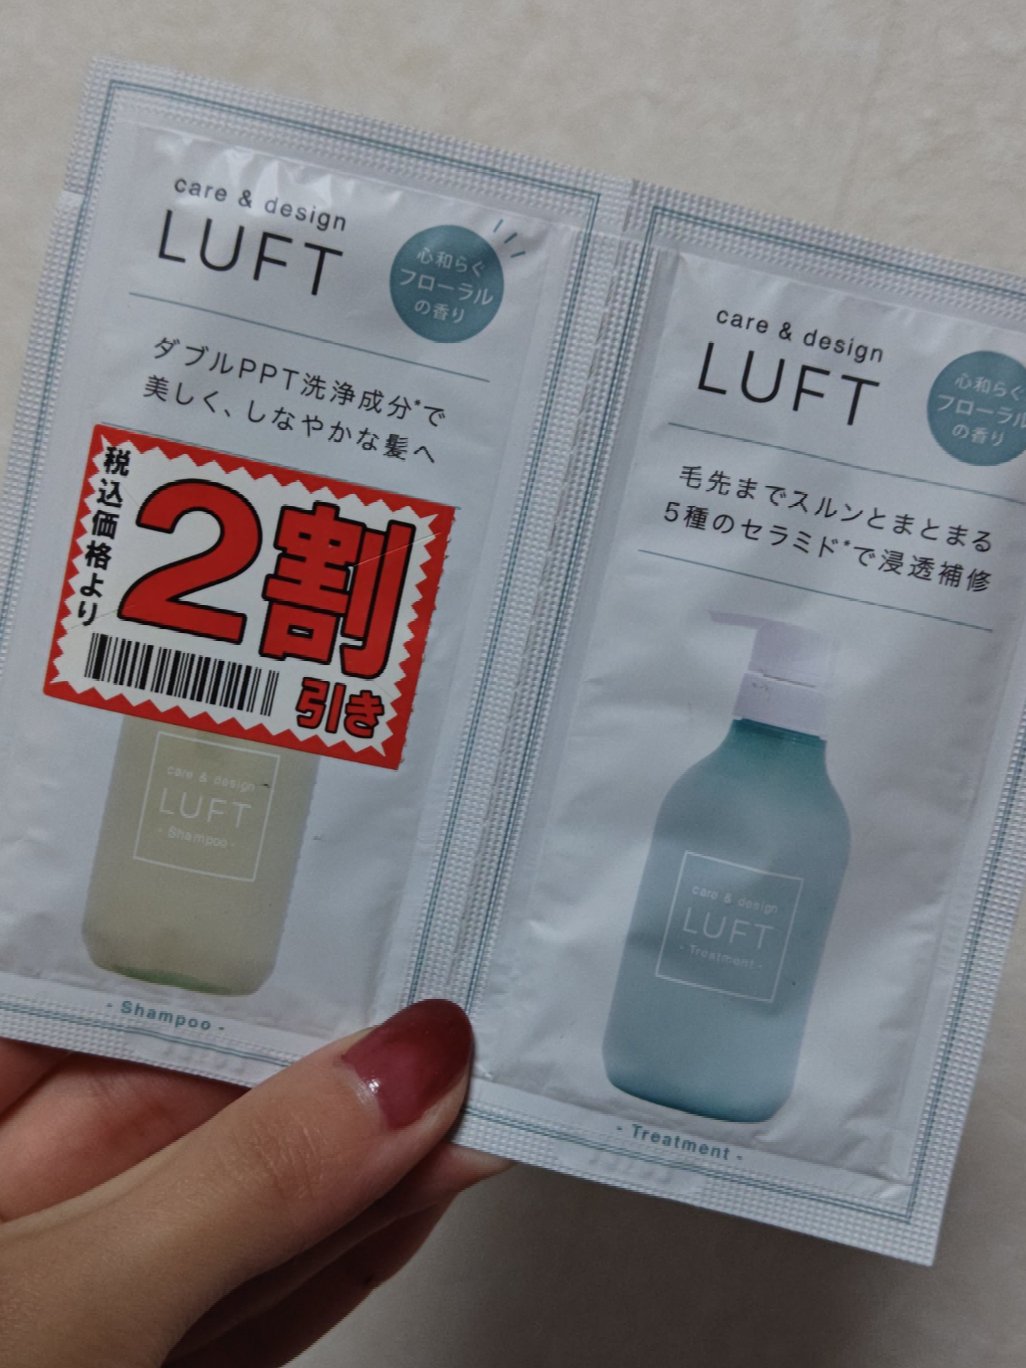 care & design
LUFT
心和らぐ
フローラル
の香り
ダブルPPT洗浄成分*で
美しく、しなやかな髪へ
税込価格より
2割
引き
care & design
LUFT
- Shampoo -
- Shampoo -
care & design
LUFT
心和らぐ
フローラル
の香り
毛先までスルンとまとまる
5種のセラミド*で浸透補修
care & design
LUFT
- Treatment -
- Treatment -